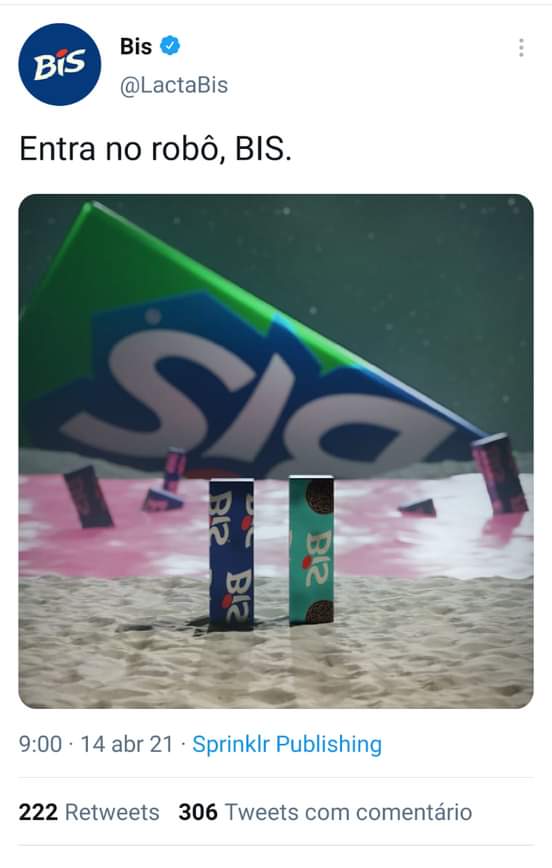 BIS
Bis
@LactaBis
Entra no robô, BIS.
BIS
BIS
BIS
BIS
9:00 · 14 abr 21 · Sprinklr Publishing
222 Retweets 306 Tweets com comentário